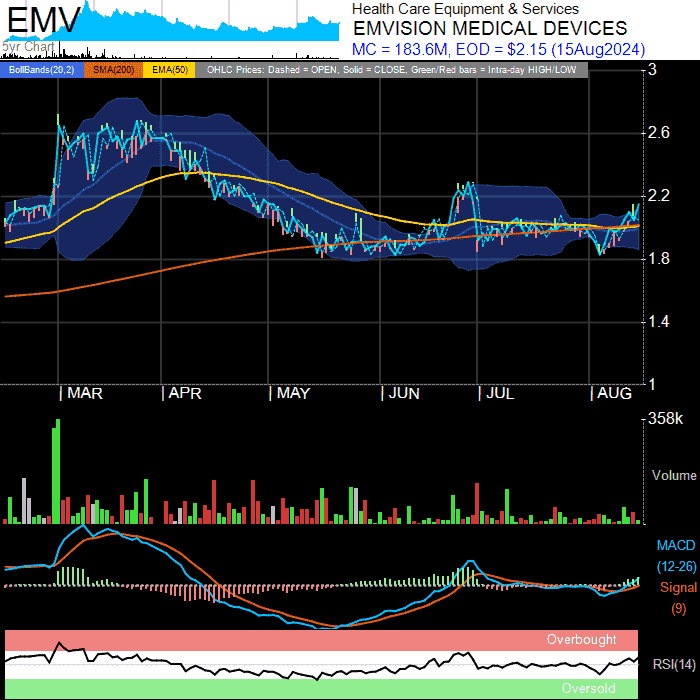 EMV
5yr Chart
Health Care Equipment & Services
EMVISION MEDICAL DEVICES
MC = 183.6M, EOD = $2.15 (15Aug2024)
BollBands(20,2) SMA(200) EMA(50) OHLC Prices: Dashed = OPEN, Solid = CLOSE, Green/Red bars = Intra-day HIGH/LOW
3
2.6
2.2
1.8
1.4
1
MAR APR MAY JUN JUL AUG
358k
Volume
MACD
(12-26)
Signal
(9)
Overbought
RSI(14)
Oversold